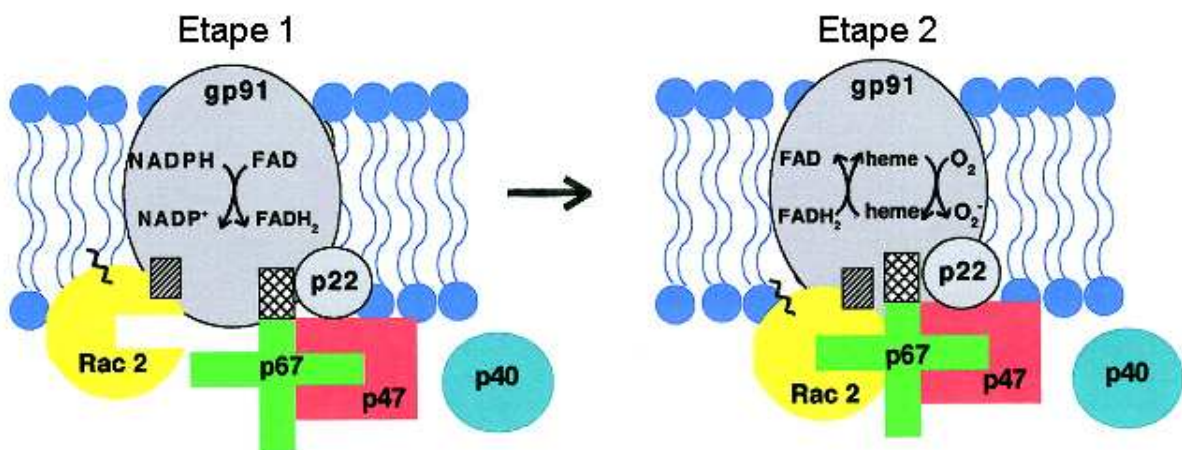 Etape 1
gp91
NADPH FAD
NADP⁺ FADH₂
p22
Rac 2
p67
p47
p40
Etape 2
gp91
FAD heme O₂
FADH₂ heme O₂⁻
p22
p67
Rac 2
p47
p40